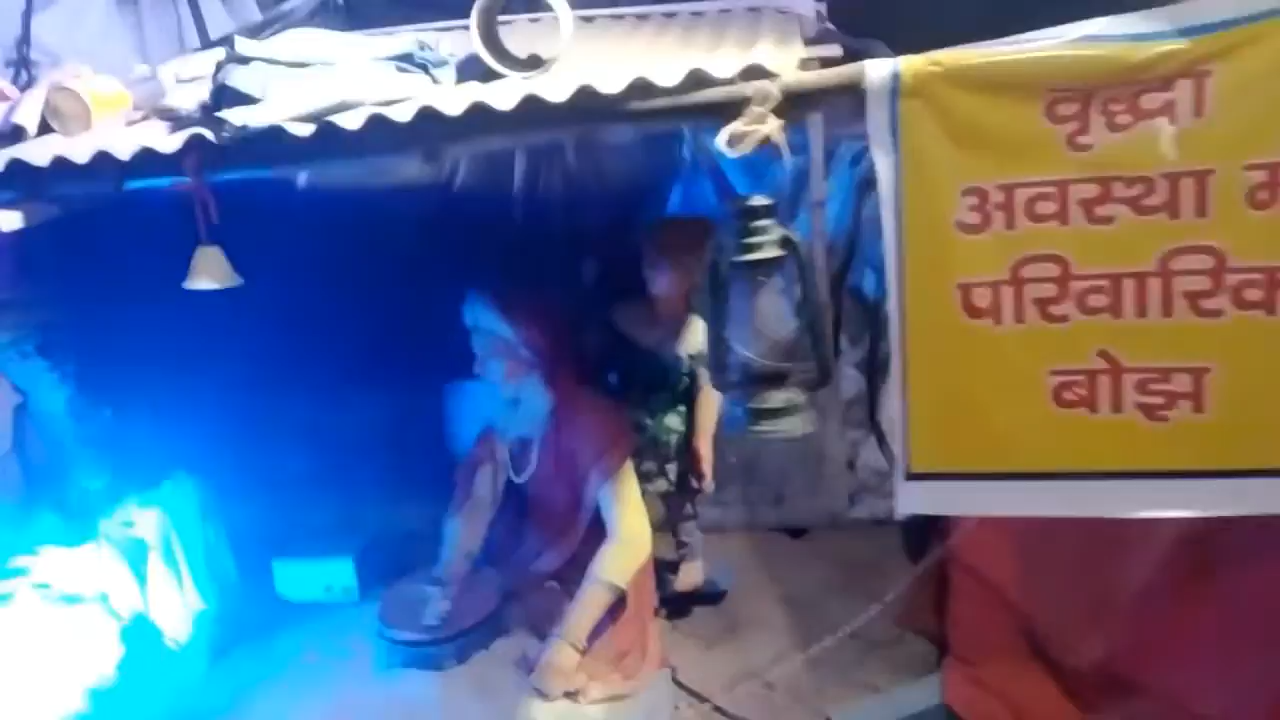 वृद्धा
अवस्था
परिवारिक
बोझ